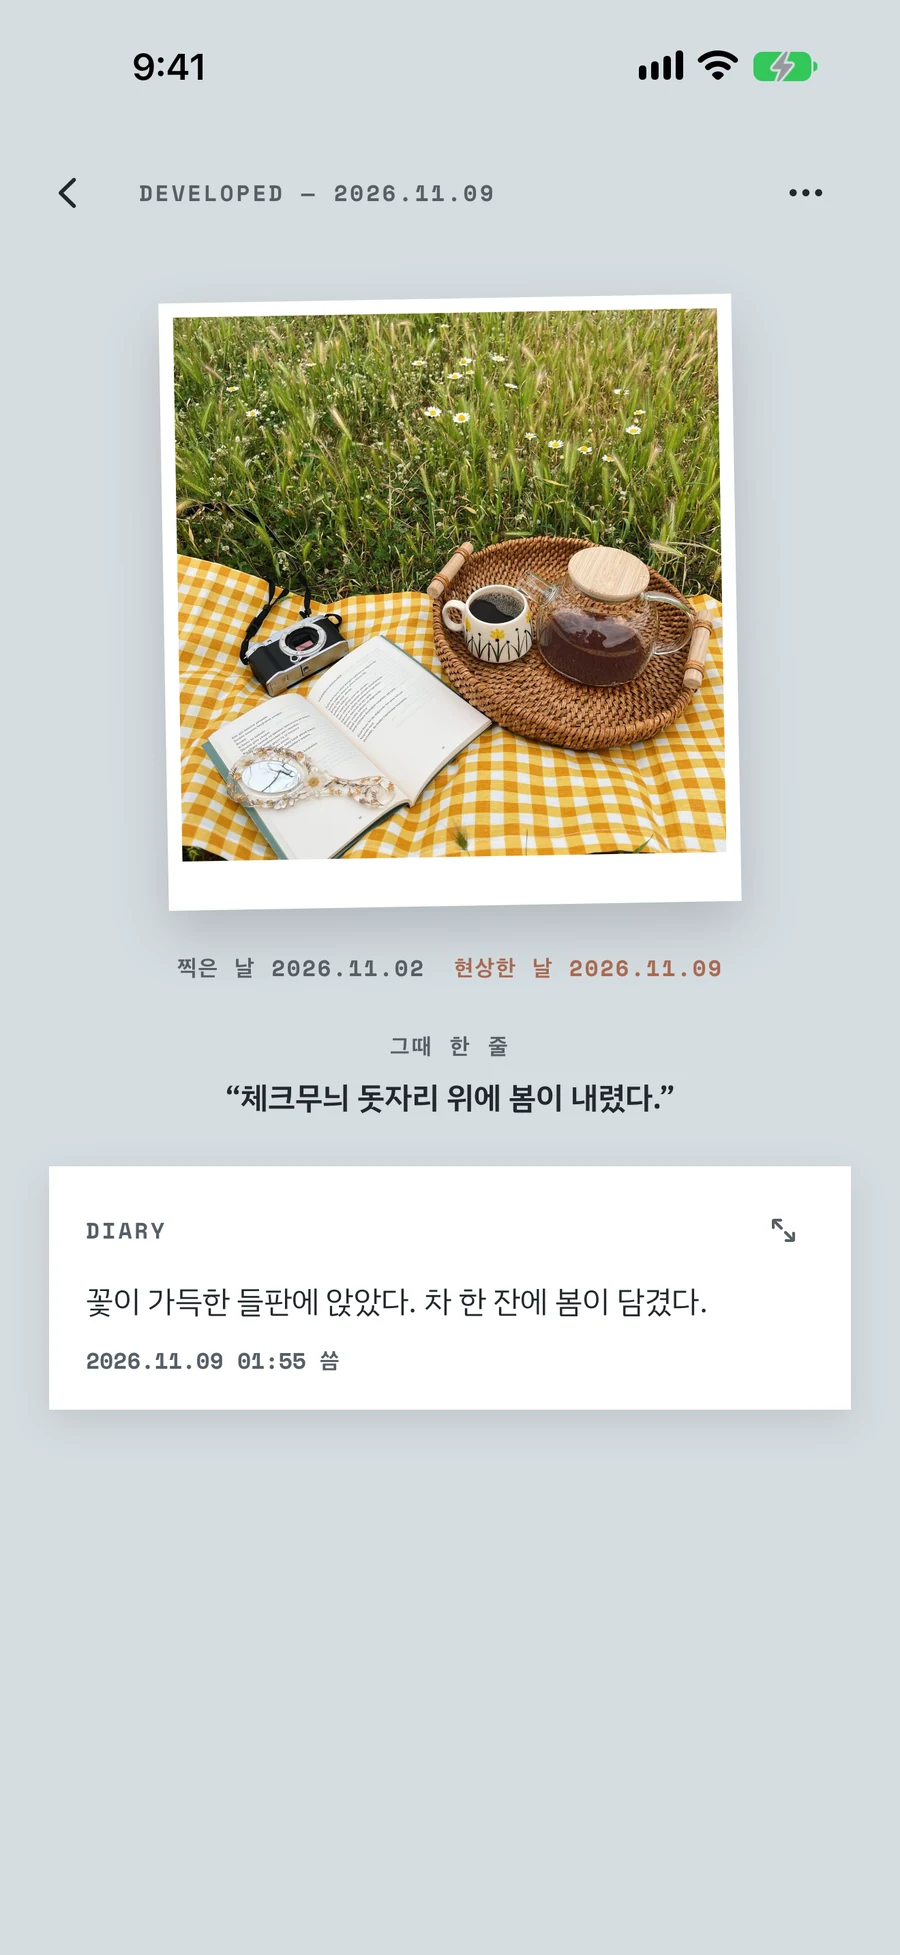 9:41
DEVELOPED — 2026.11.09
찍은 날 2026.11.02 현상한 날 2026.11.09
그때 한 줄
“체크무늬 돗자리 위에 봄이 내렸다.”
DIARY
꽃이 가득한 들판에 앉았다. 차 한 잔에 봄이 담겼다.
2026.11.09 01:55 씀